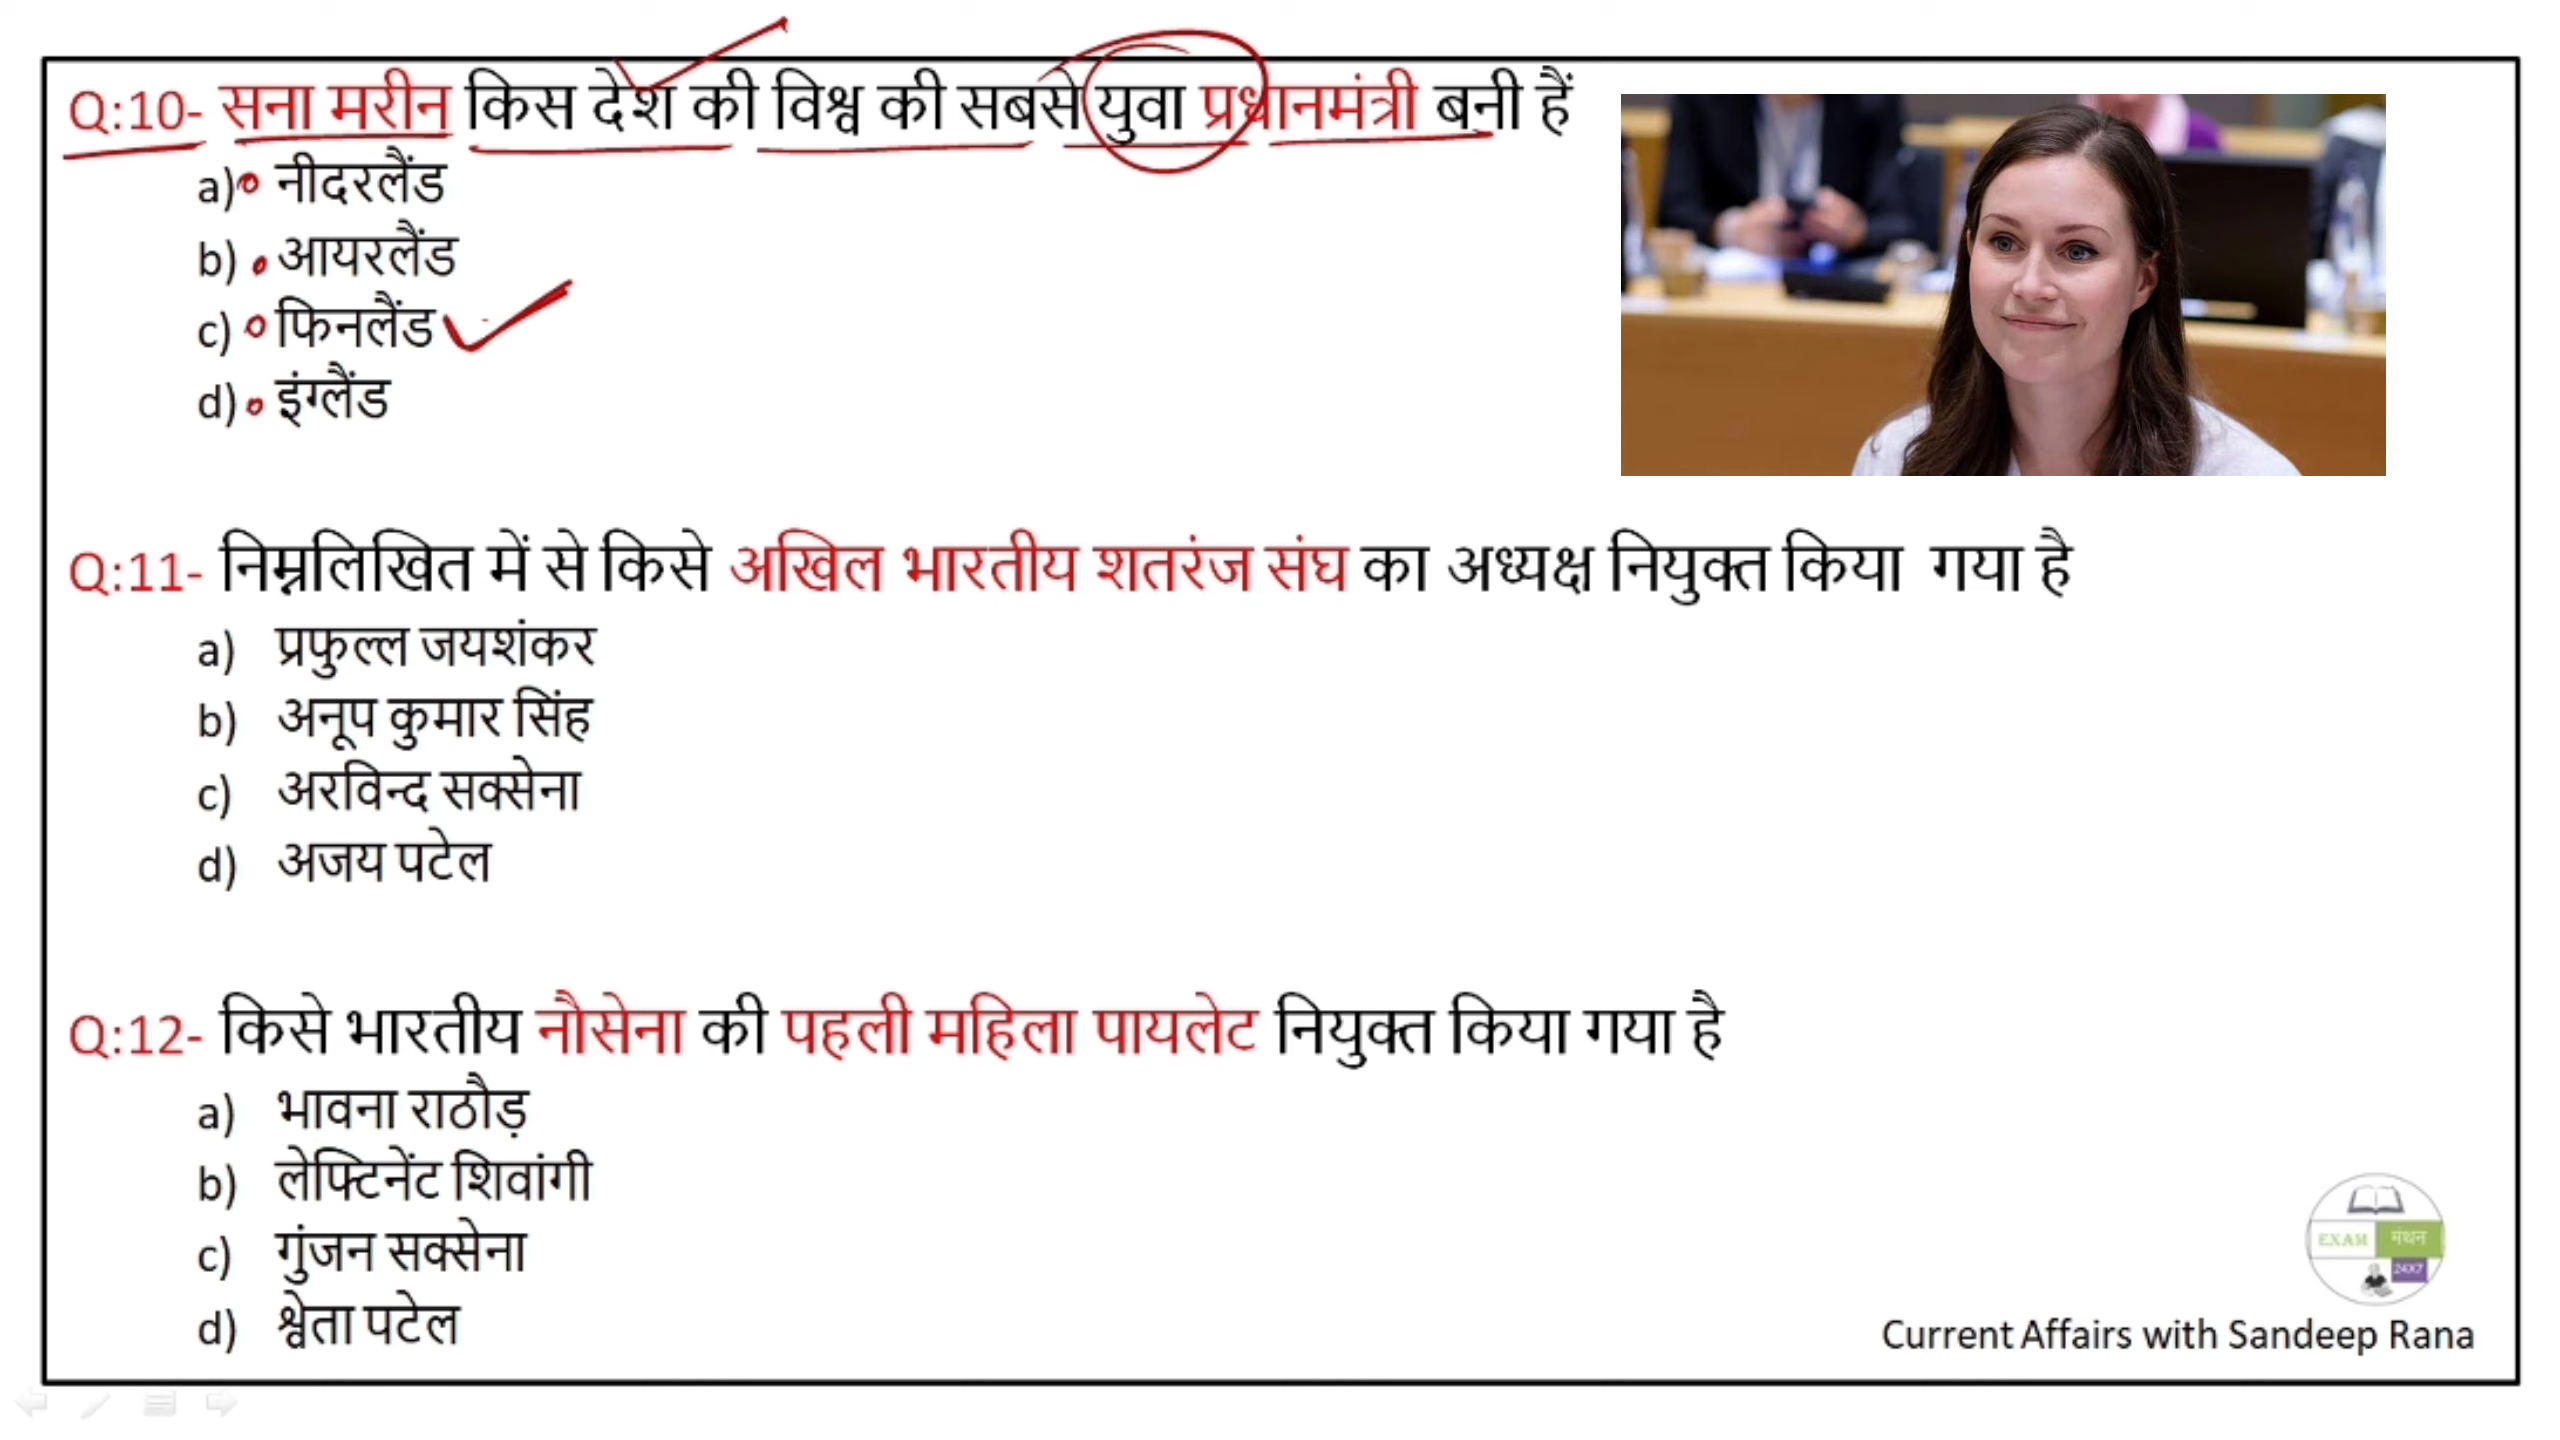 Q:10- सना मरीन किस देश की विश्व की सबसे युवा प्रधानमंत्री बनी हैं
a) नीदरलैंड
b) आयरलैंड
c) फिनलैंड
d) इंग्लैंड
Q:11- निम्नलिखित में से किसे अखिल भारतीय शतरंज संघ का अध्यक्ष नियुक्त किया गया है
a) प्रफुल्ल जयशंकर
b) अनूप कुमार सिंह
c) अरविन्द सक्सेना
d) अजय पटेल
Q:12- किसे भारतीय नौसेना की पहली महिला पायलेट नियुक्त किया गया है
a) भावना राठौड़
b) लेफ्टिनेंट शिवांगी
c) गुंजन सक्सेना
d) श्वेता पटेल
EXAM मंथन
24X7
Current Affairs with Sandeep Rana